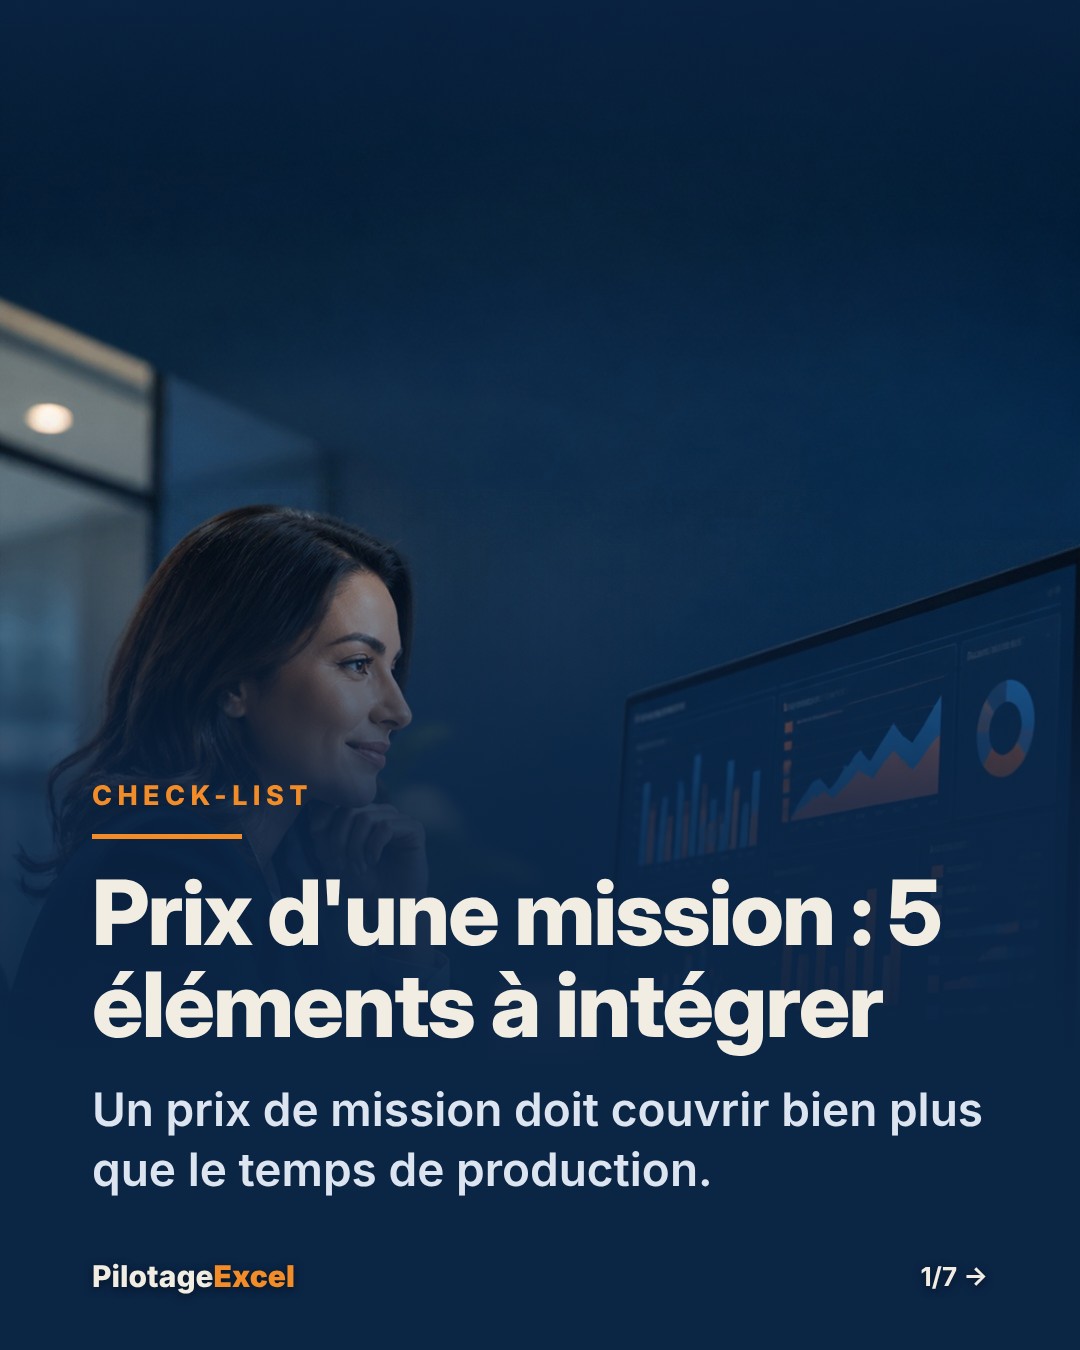 CHECK-LIST
Prix d'une mission : 5
éléments à intégrer
Un prix de mission doit couvrir bien plus
que le temps de production.
PilotageExcel
1/7 →